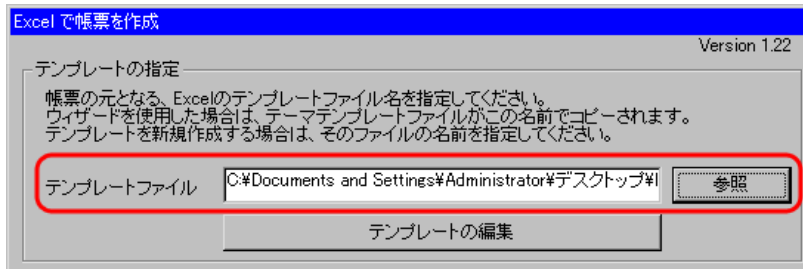 Excel で帳票を作成
Version 1.22
テンプレートの指定
帳票の元となる、Excelのテンプレートファイル名を指定してください。
ウィザードを使用した場合は、テーマテンプレートファイルがこの名前でコピーされます。
テンプレートを新規作成する場合は、そのファイルの名前を指定してください。
テンプレートファイル C:¥Documents and Settings¥Administrator¥デスクトップ¥I 参照
テンプレートの編集